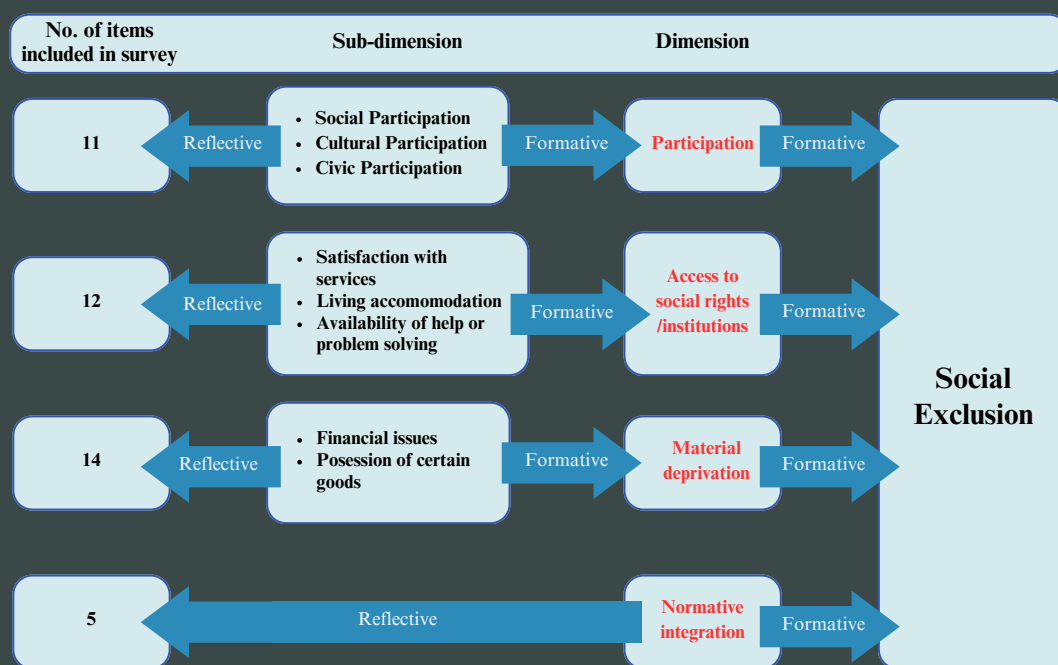 No. of items
included in survey
Sub-dimension
Dimension
11
Reflective
• Social Participation
• Cultural Participation
• Civic Participation
Formative
Participation
Formative
12
Reflective
• Satisfaction with
services
• Living accomomodation
• Availability of help or
problem solving
Formative
Access to
social rights
/institutions
Formative
14
Reflective
• Financial issues
• Posession of certain
goods
Formative
Material
deprivation
Formative
5
Reflective
Normative
integration
Formative
Social
Exclusion